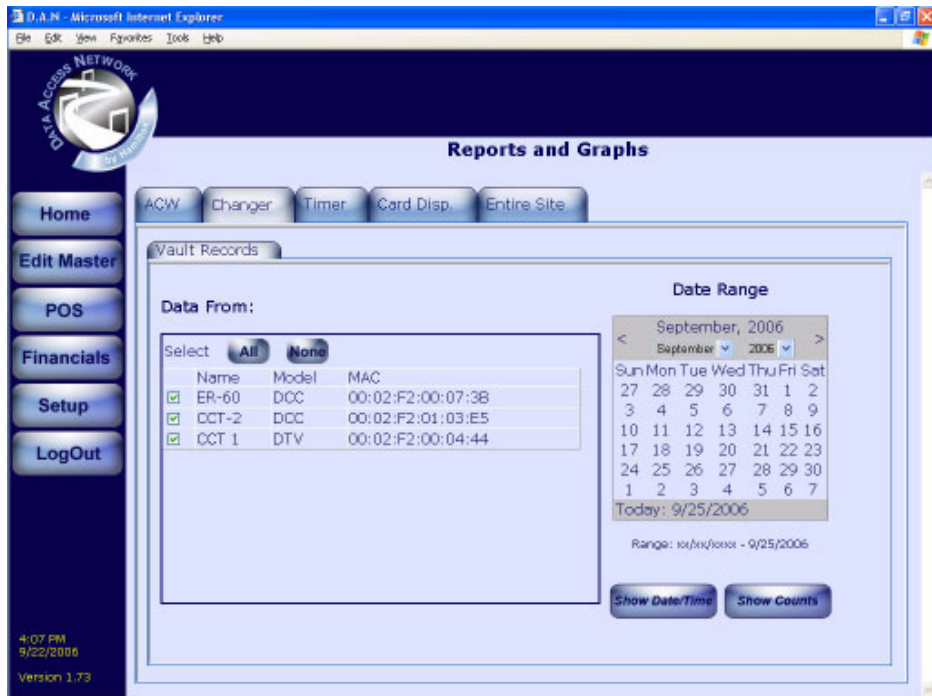 D.A.N - Microsoft Internet Explorer
File Edit View Favorites Tools Help
DATA ACCESS NETWORK
by Hamilton
Reports and Graphs
Home
Edit Master
POS
Financials
Setup
LogOut
4:07 PM
9/22/2006
Version 1.73
ACW Changer Timer Card Disp. Entire Site
Vault Records
Data From:
Select All None
Name Model MAC
ER-60 DCC 00:02:F2:00:07:3B
CCT-2 DCC 00:02:F2:01:03:E5
CCT 1 DTV 00:02:F2:00:04:44
Date Range
< September, 2006 >
September 2006
Sun Mon Tue Wed Thu Fri Sat
27 28 29 30 31 1 2
3 4 5 6 7 8 9
10 11 12 13 14 15 16
17 18 19 20 21 22 23
24 25 26 27 28 29 30
1 2 3 4 5 6 7
Today: 9/25/2006
Range: xx/xx/xxxx - 9/25/2006
Show Date/Time Show Counts